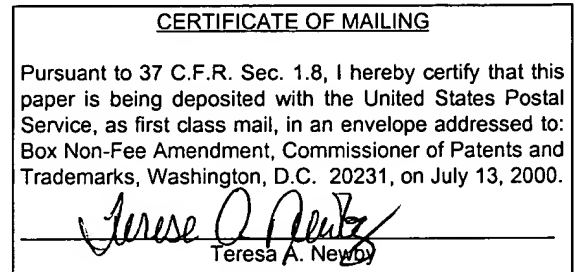 CERTIFICATE OF MAILING
Pursuant to 37 C.F.R. Sec. 1.8, I hereby certify that this
paper is being deposited with the United States Postal
Service, as first class mail, in an envelope addressed to:
Box Non-Fee Amendment, Commissioner of Patents and
Trademarks, Washington, D.C. 20231, on July 13, 2000.
Terese A Newby
Teresa A. Newby